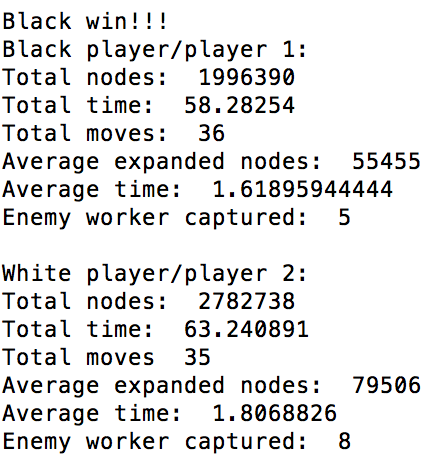 Black win!!!
Black player/player 1:
Total nodes:  1996390
Total time:  58.28254
Total moves:  36
Average expanded nodes:  55455
Average time:  1.61895944444
Enemy worker captured:  5

White player/player 2:
Total nodes:  2782738
Total time:  63.240891
Total moves  35
Average expanded nodes:  79506
Average time:  1.8068826
Enemy worker captured:  8